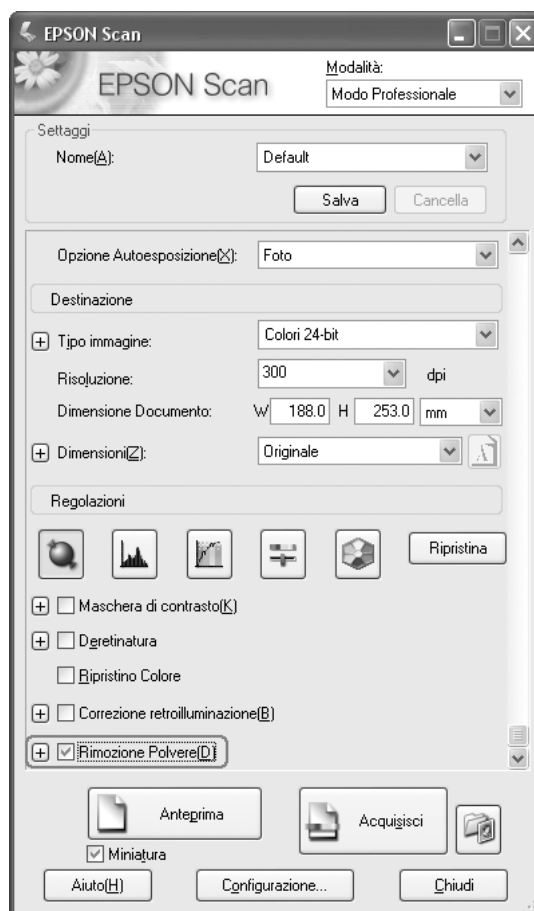 EPSON Scan
EPSON Scan
Modalità:
Modo Professionale
Settaggi
Nome(A):
Default
Salva
Cancella
Opzione Autoesposizione(X):
Foto
Destinazione
Tipo immagine:
Colori 24-bit
Risoluzione:
300
dpi
Dimensione Documento:
W 188.0 H 253.0 mm
Dimensioni(Z):
Originale
Regolazioni
Ripristina
Maschera di contrasto(K)
Deretinatura
Ripristino Colore
Correzione retroilluminazione(B)
Rimozione Polvere(D)
Anteprima
Acquisisci
Miniatura
Aiuto(H)
Configurazione...
Chiudi